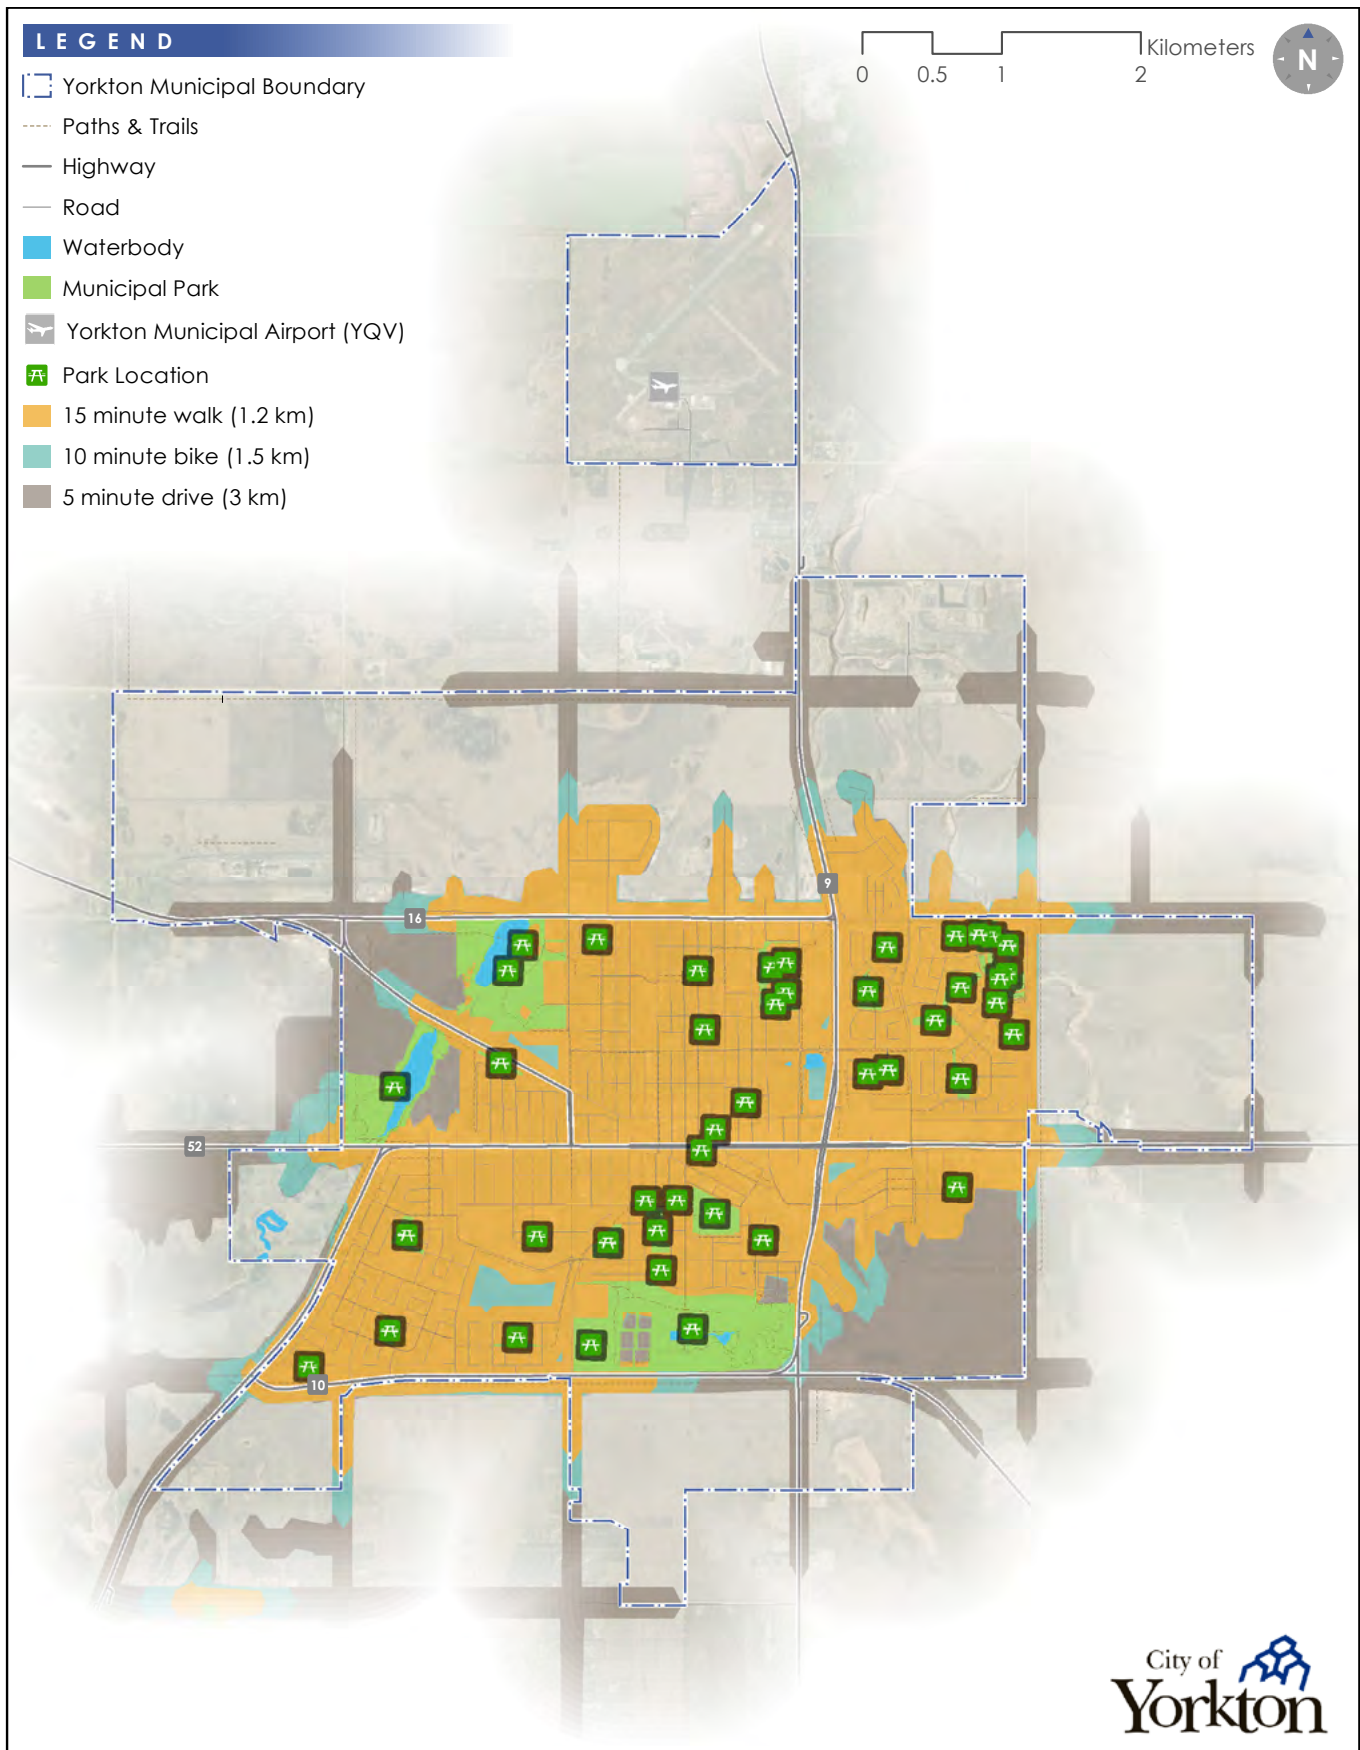 LEGEND
Yorkton Municipal Boundary
Paths & Trails
Highway
Road
Waterbody
Municipal Park
Yorkton Municipal Airport (YQV)
Park Location
15 minute walk (1.2 km)
10 minute bike (1.5 km)
5 minute drive (3 km)
Kilometers
0 0.5 1 2
N
9
16
52
10
City of
Yorkton